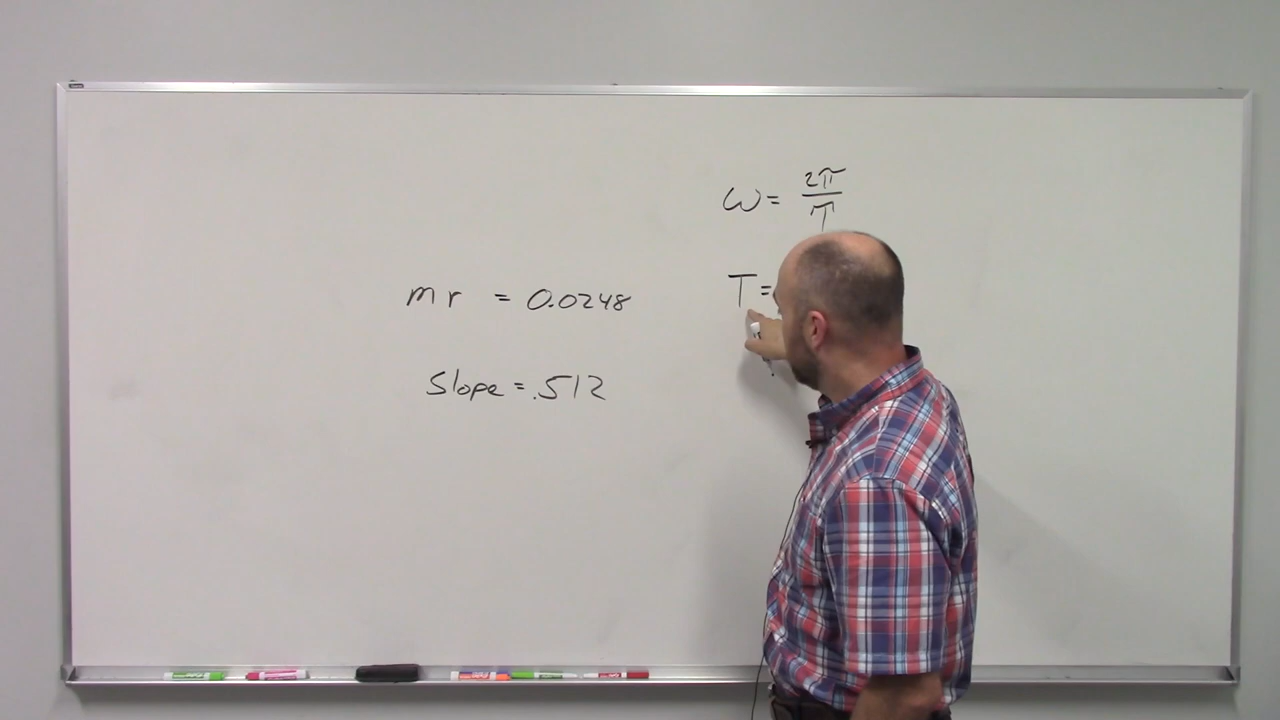 ω = 2π/T
T =
m r = 0.0248
Slope = .512